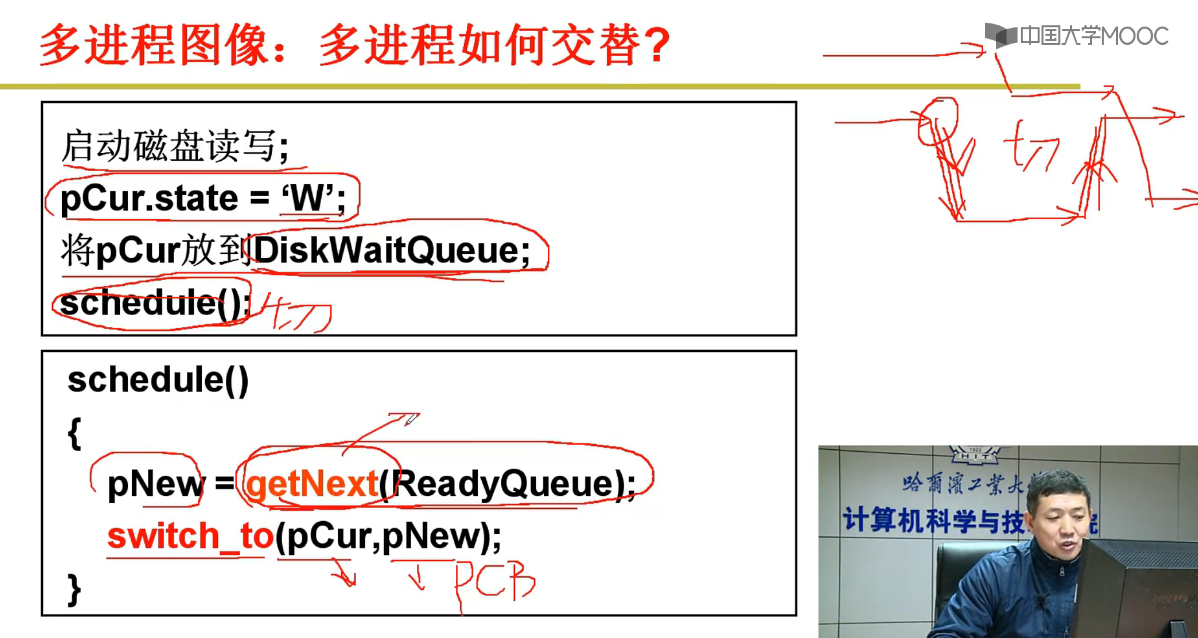 多进程图像：多进程如何交替?
中国大学MOOC
启动磁盘读写;
pCur.state = ‘W’;
将pCur放到DiskWaitQueue;
schedule();
切
切
schedule()
{
pNew = getNext(ReadyQueue);
switch_to(pCur,pNew);
PCB
}
HIT
哈尔滨工业大学
计算机科学与技
院